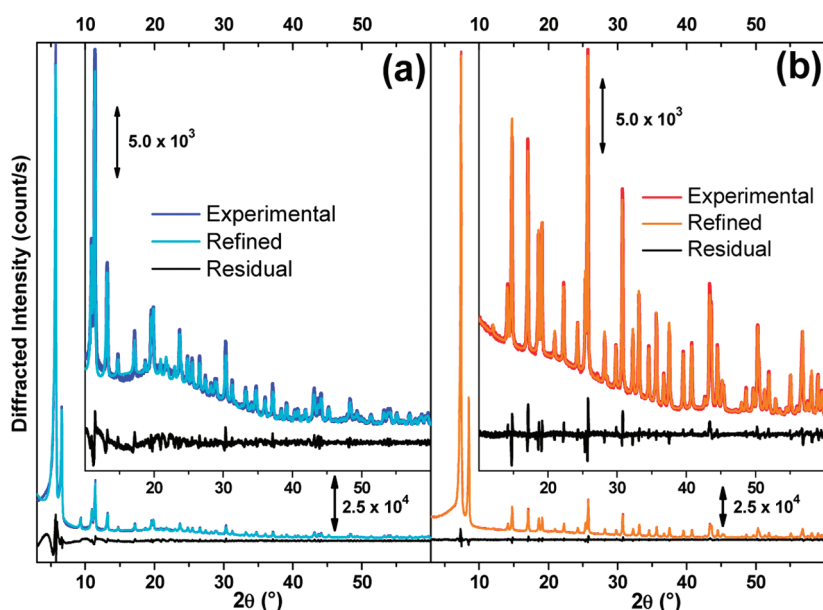 10 20 30 40 50 10 20 30 40 50
(a) (b)
5.0 x 10³ 5.0 x 10³
Diffracted Intensity (count/s)
Experimental
Refined
Residual
Experimental
Refined
Residual
20 30 40 50 20 30 40 50
2.5 x 10⁴ 2.5 x 10⁴
10 20 30 40 50 10 20 30 40 50
2θ (°) 2θ (°)